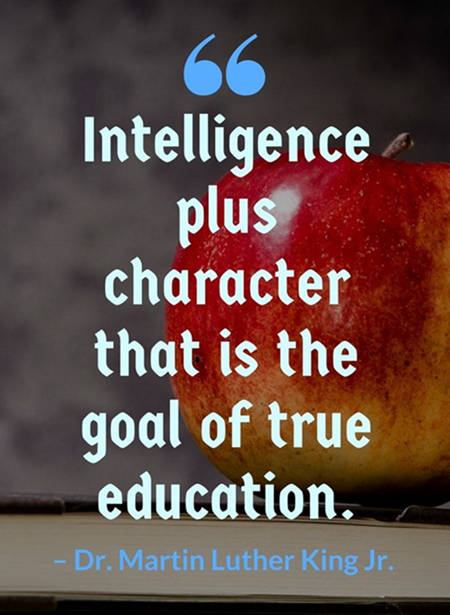 “
Intelligence
plus
character
that is the
goal of true
education.
– Dr. Martin Luther King Jr.